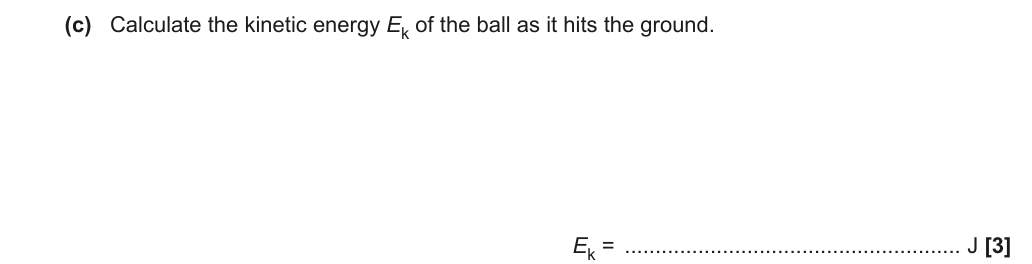 (c) Calculate the kinetic energy Eₖ of the ball as it hits the ground.
Eₖ = ...................................................... J [3]